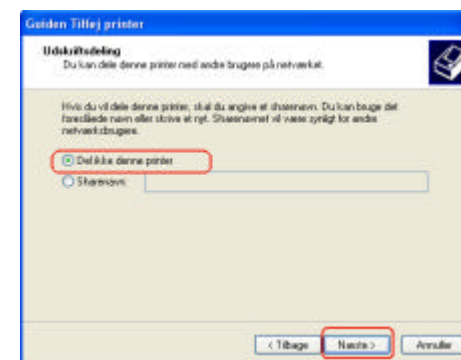 Guiden Tilføj printer
Udskriftsdeling
Du kan dele denne printer med andre brugere på netværket.
Hvis du vil dele denne printer, skal du angive et sharenavn. Du kan bruge det
foreslåede navn eller skrive et nyt. Sharenavnet vil være synligt for andre
netværksbrugere.
Del ikke denne printer
Sharenavn:
< Tilbage
Næste >
Annuller